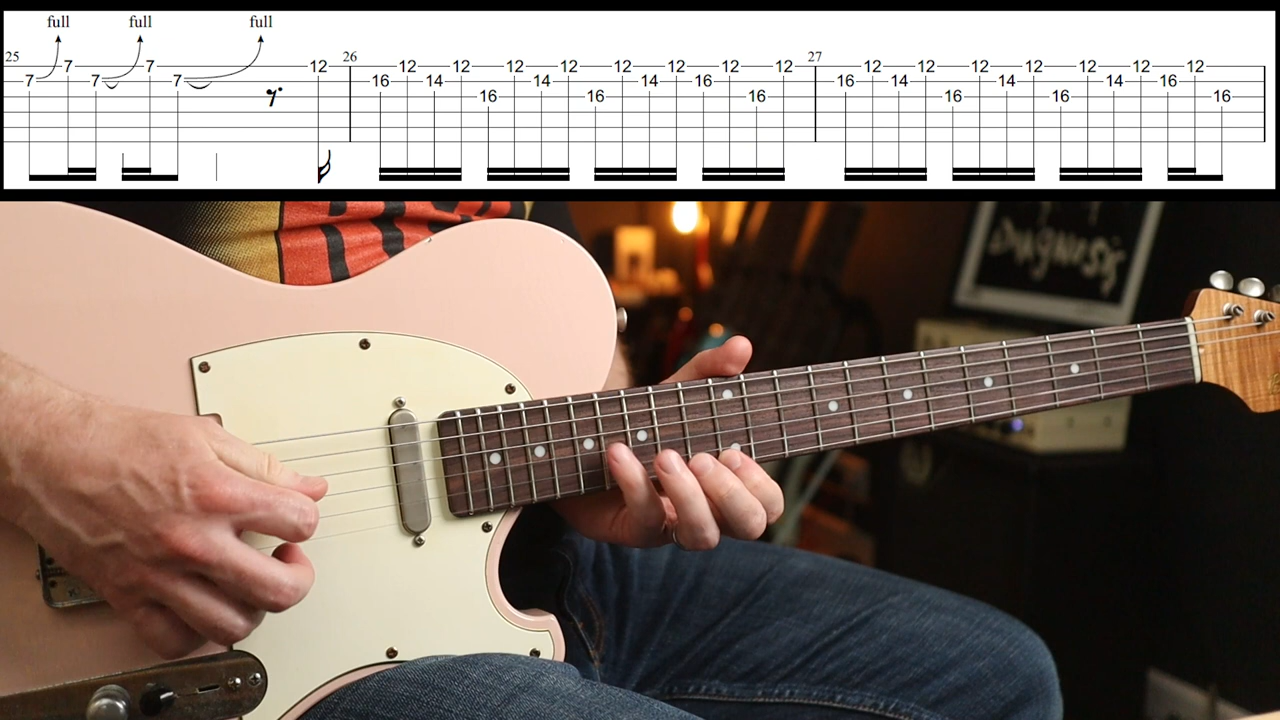 full full full
25 26 27
7 7 12 12 12 12 12 12 12 12 12 12 12 12 12 12 12 12
7 7 7 16 14 14 14 16 16 14 14 14 16
16 16 16 16 16 16
DIAGNOSIS